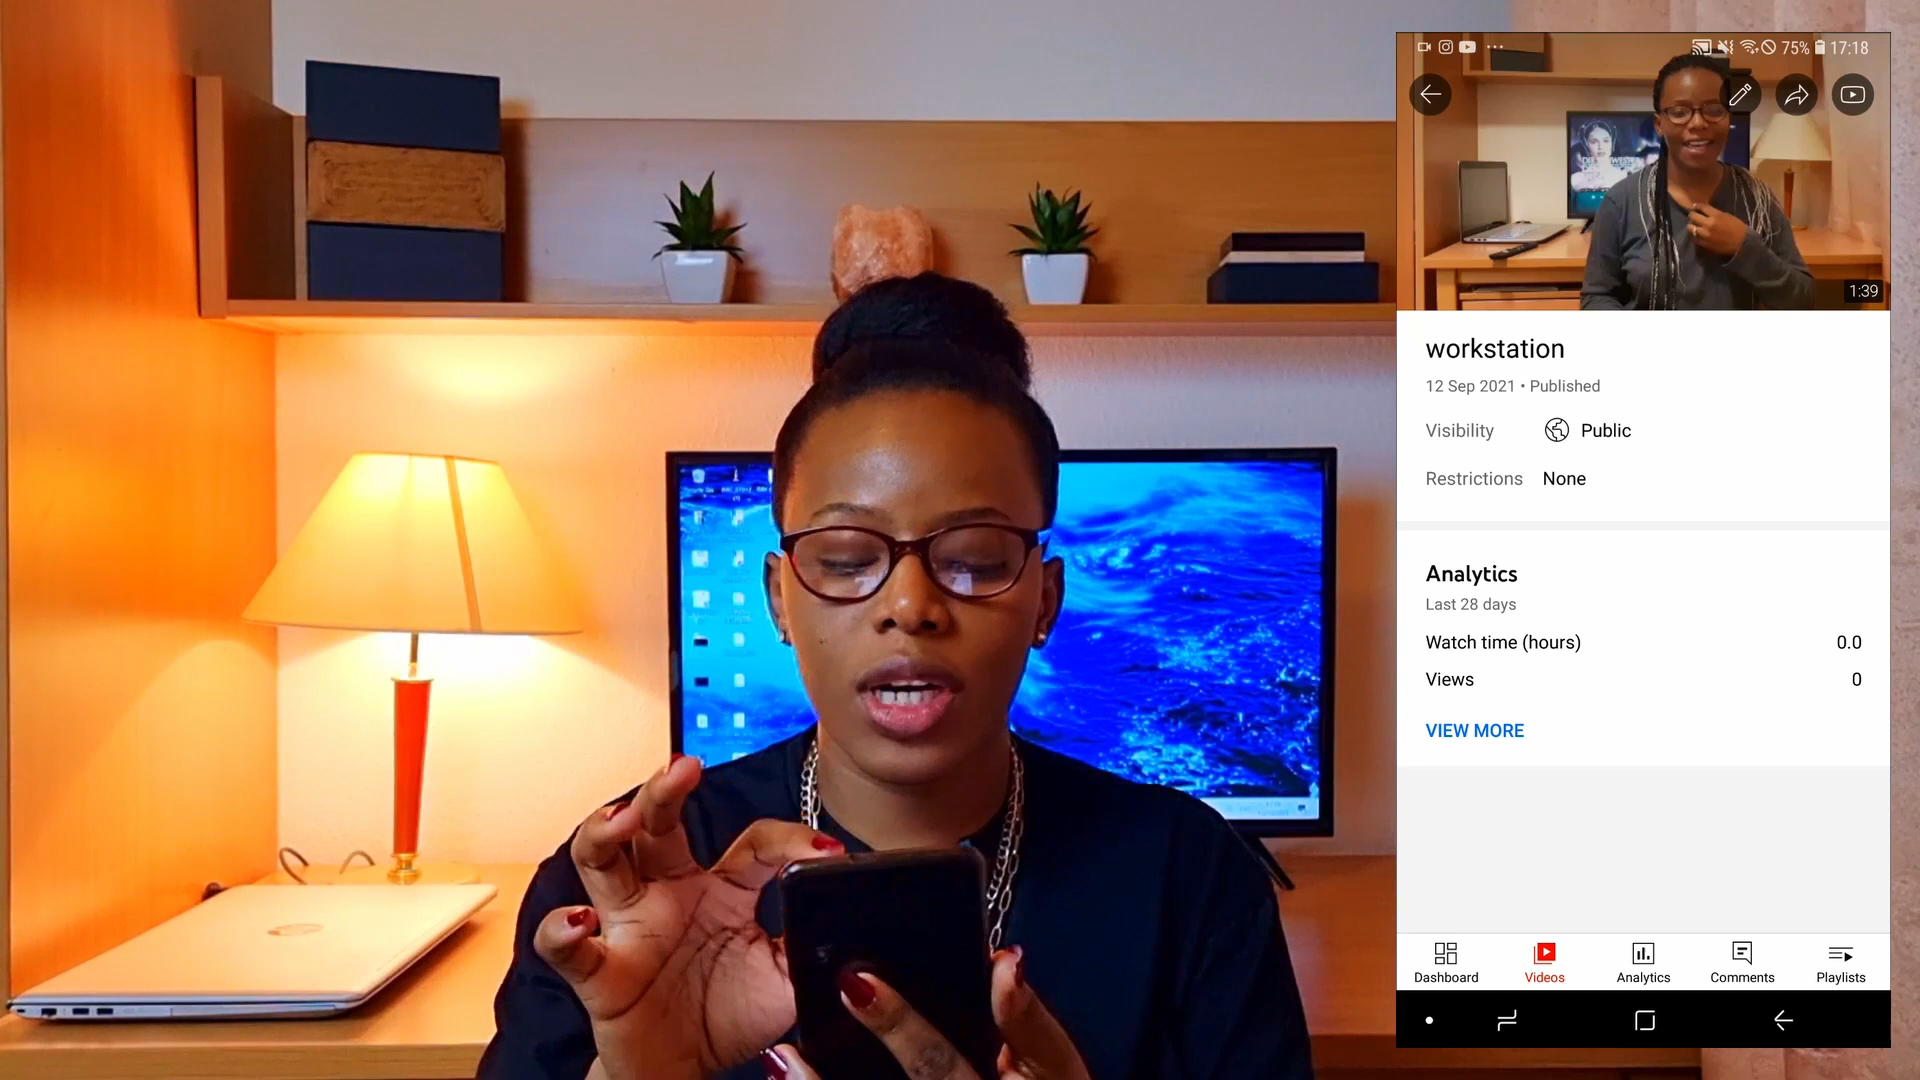 75% 17:18
1:39
workstation
12 Sep 2021 • Published
Visibility Public
Restrictions None
Analytics
Last 28 days
Watch time (hours) 0.0
Views 0
VIEW MORE
Dashboard Videos Analytics Comments Playlists